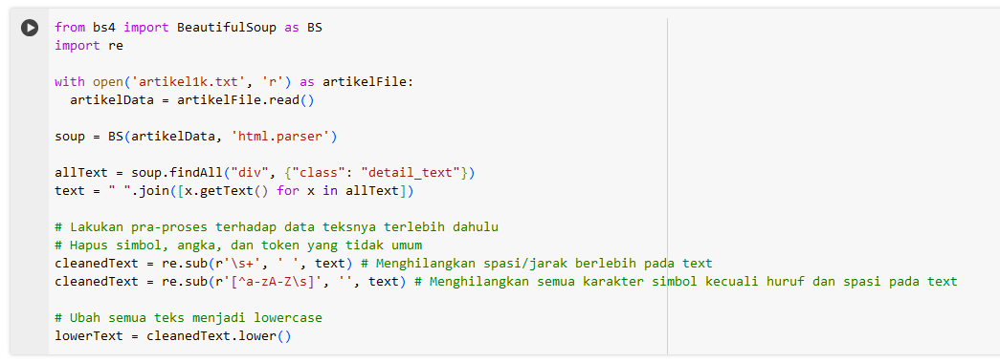 from bs4 import BeautifulSoup as BS
import re
with open('artikel1k.txt', 'r') as artikelFile:
  artikelData = artikelFile.read()
soup = BS(artikelData, 'html.parser')
allText = soup.findAll("div", {"class": "detail_text"})
text = " ".join([x.getText() for x in allText])
# Lakukan pra-proses terhadap data teksnya terlebih dahulu
# Hapus simbol, angka, dan token yang tidak umum
cleanedText = re.sub(r'\s+', ' ', text) # Menghilangkan spasi/jarak berlebih pada text
cleanedText = re.sub(r'[^a-zA-Z\s]', '', text) # Menghilangkan semua karakter simbol kecuali huruf dan spasi pada text
# Ubah semua teks menjadi lowercase
lowerText = cleanedText.lower()